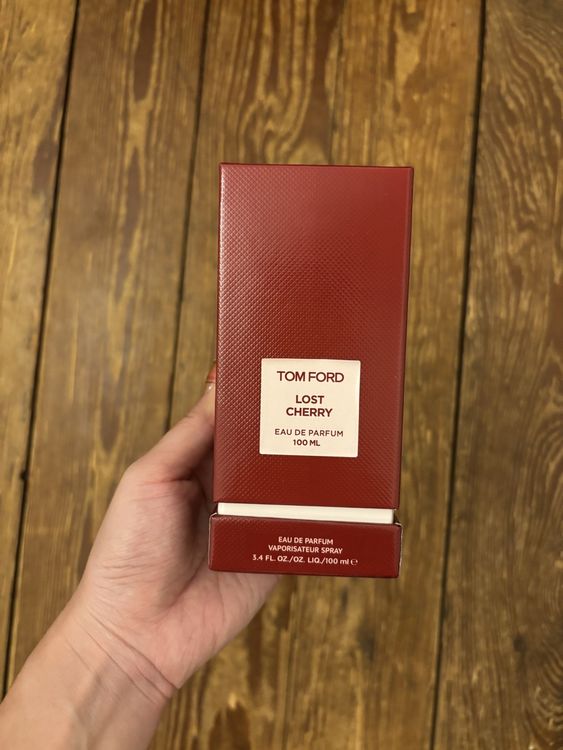 TOM FORD
LOST
CHERRY
EAU DE PARFUM
100 ML
EAU DE PARFUM
VAPORISATEUR SPRAY
3.4 FL. OZ./OZ. LIQ./100 ml ℮